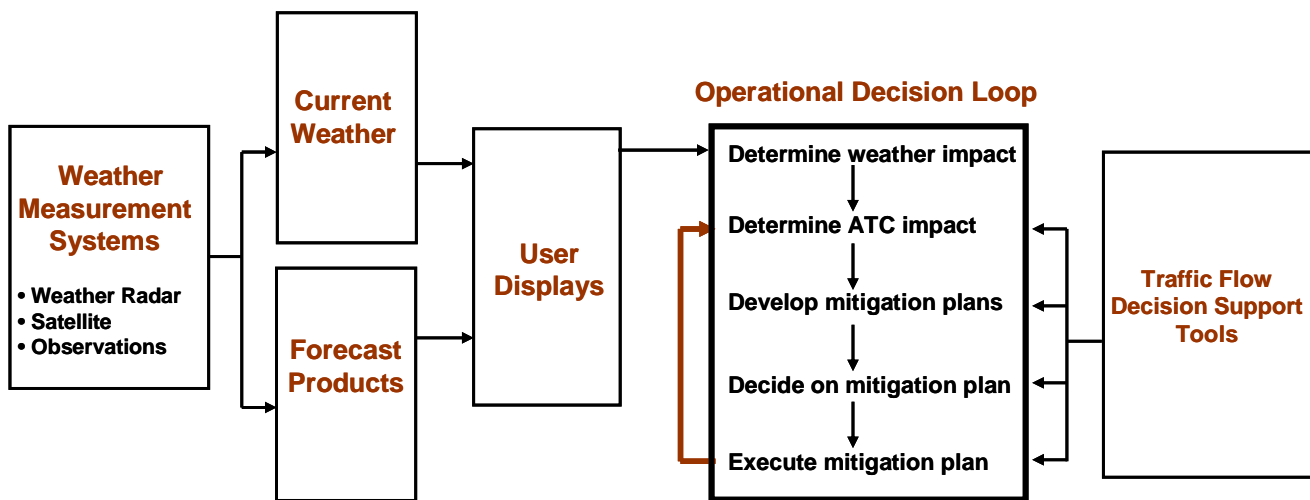 Weather
Measurement
Systems
• Weather Radar
• Satellite
• Observations
Current
Weather
Forecast
Products
User
Displays
Operational Decision Loop
Determine weather impact
Determine ATC impact
Develop mitigation plans
Decide on mitigation plan
Execute mitigation plan
Traffic Flow
Decision Support
Tools